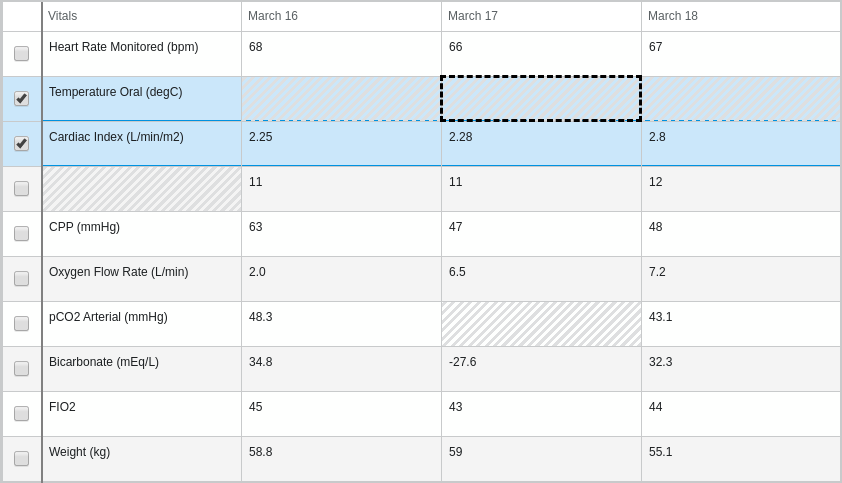 Vitals March 16 March 17 March 18
Heart Rate Monitored (bpm) 68 66 67
Temperature Oral (degC)
Cardiac Index (L/min/m2) 2.25 2.28 2.8
11 11 12
CPP (mmHg) 63 47 48
Oxygen Flow Rate (L/min) 2.0 6.5 7.2
pCO2 Arterial (mmHg) 48.3 43.1
Bicarbonate (mEq/L) 34.8 -27.6 32.3
FIO2 45 43 44
Weight (kg) 58.8 59 55.1